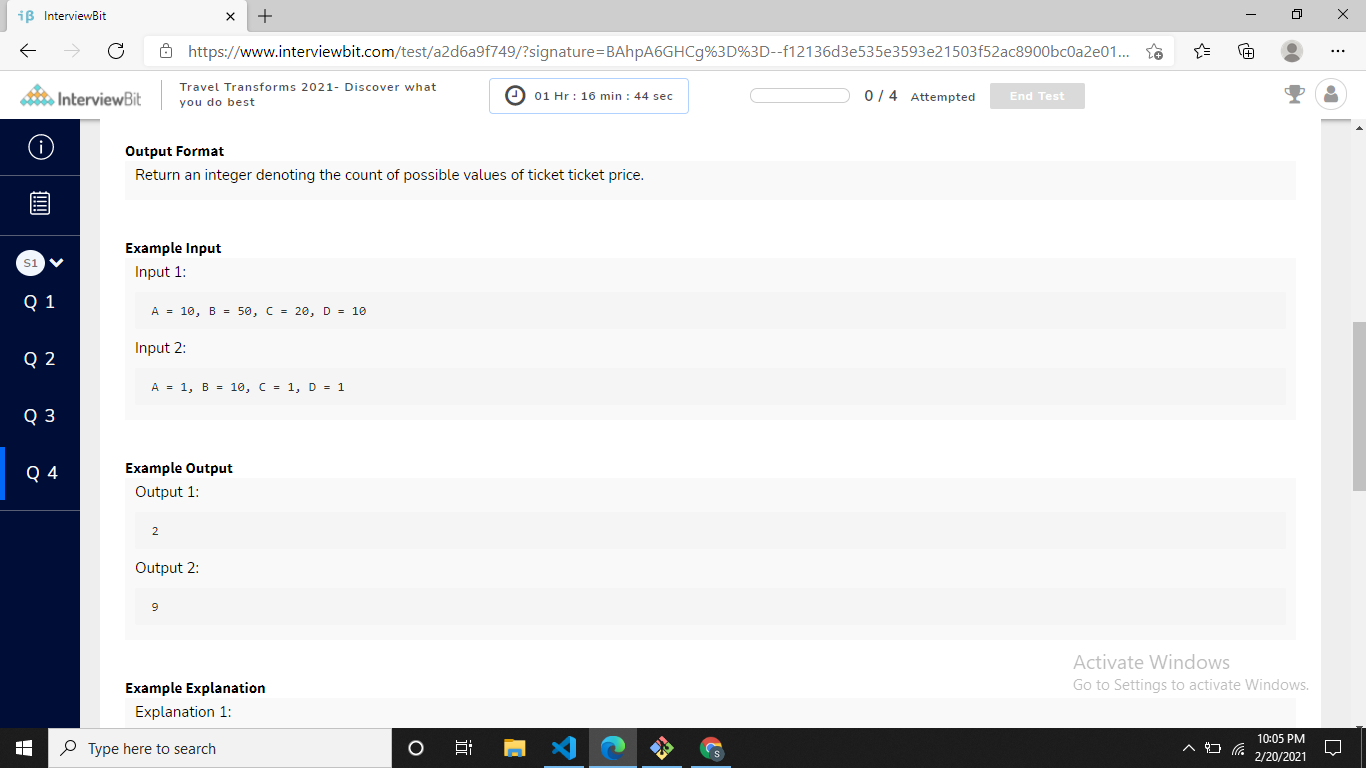 InterviewBit
https://www.interviewbit.com/test/a2d6a9f749/?signature=BAhpA6GHCg%3D%3D--f12136d3e535e3593e21503f52ac8900bc0a2e01...
InterviewBit
Travel Transforms 2021- Discover what
you do best
01 Hr : 16 min : 44 sec
0 / 4 Attempted
End Test
S1
Q 1
Q 2
Q 3
Q 4
Output Format
Return an integer denoting the count of possible values of ticket ticket price.
Example Input
Input 1:
A = 10, B = 50, C = 20, D = 10
Input 2:
A = 1, B = 10, C = 1, D = 1
Example Output
Output 1:
2
Output 2:
9
Example Explanation
Explanation 1:
Activate Windows
Go to Settings to activate Windows.
Type here to search
S
10:05 PM
2/20/2021